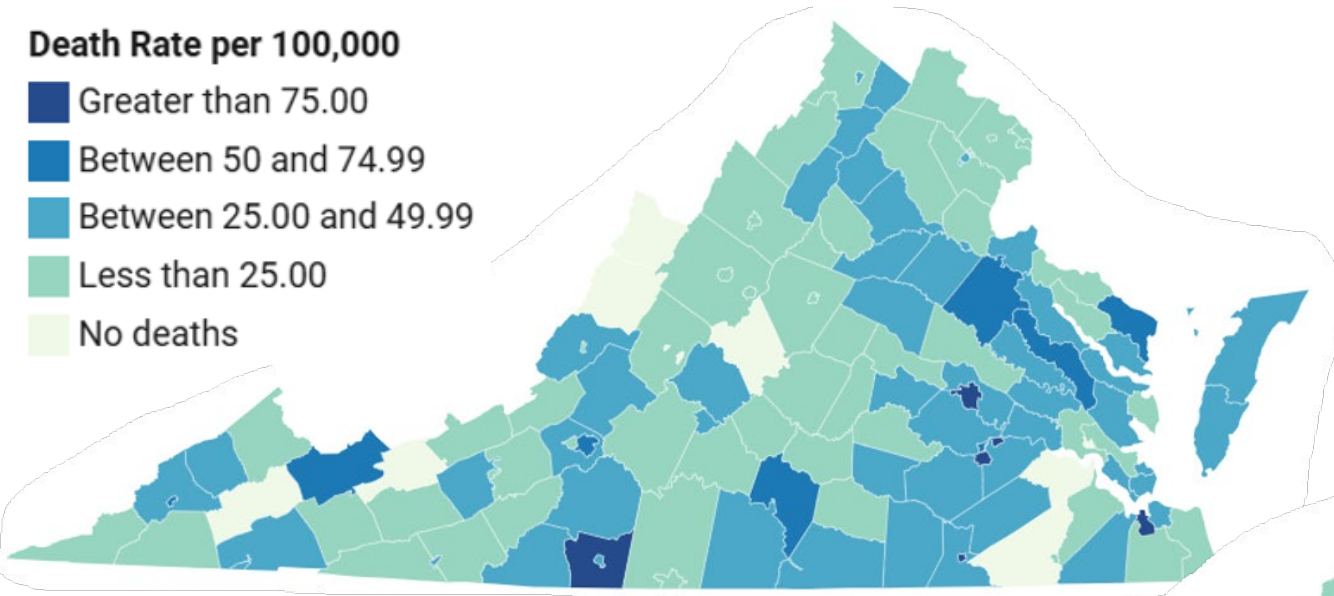 Death Rate per 100,000
Greater than 75.00
Between 50 and 74.99
Between 25.00 and 49.99
Less than 25.00
No deaths